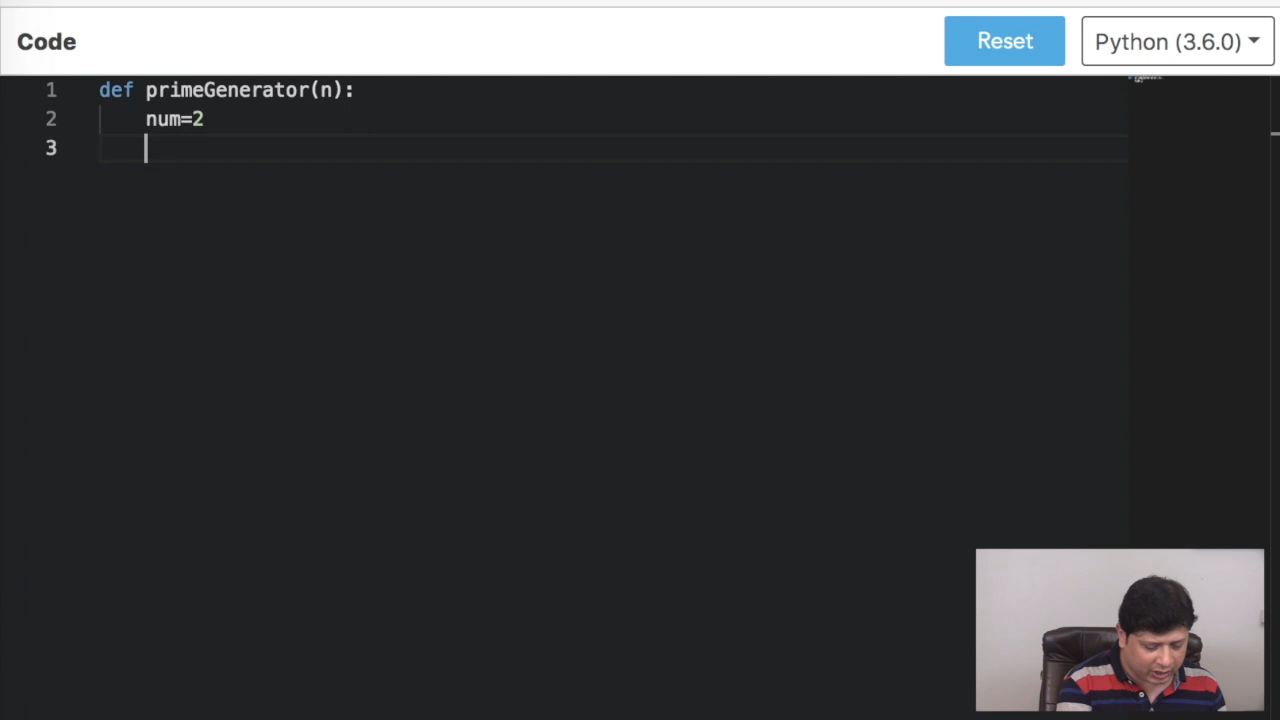 Code
Reset
Python (3.6.0)
1 def primeGenerator(n):
2 num=2
3